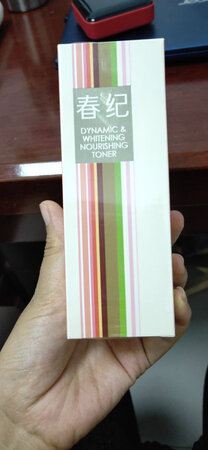 春纪
DYNAMIC &
WHITENING
NOURISHING
TONER